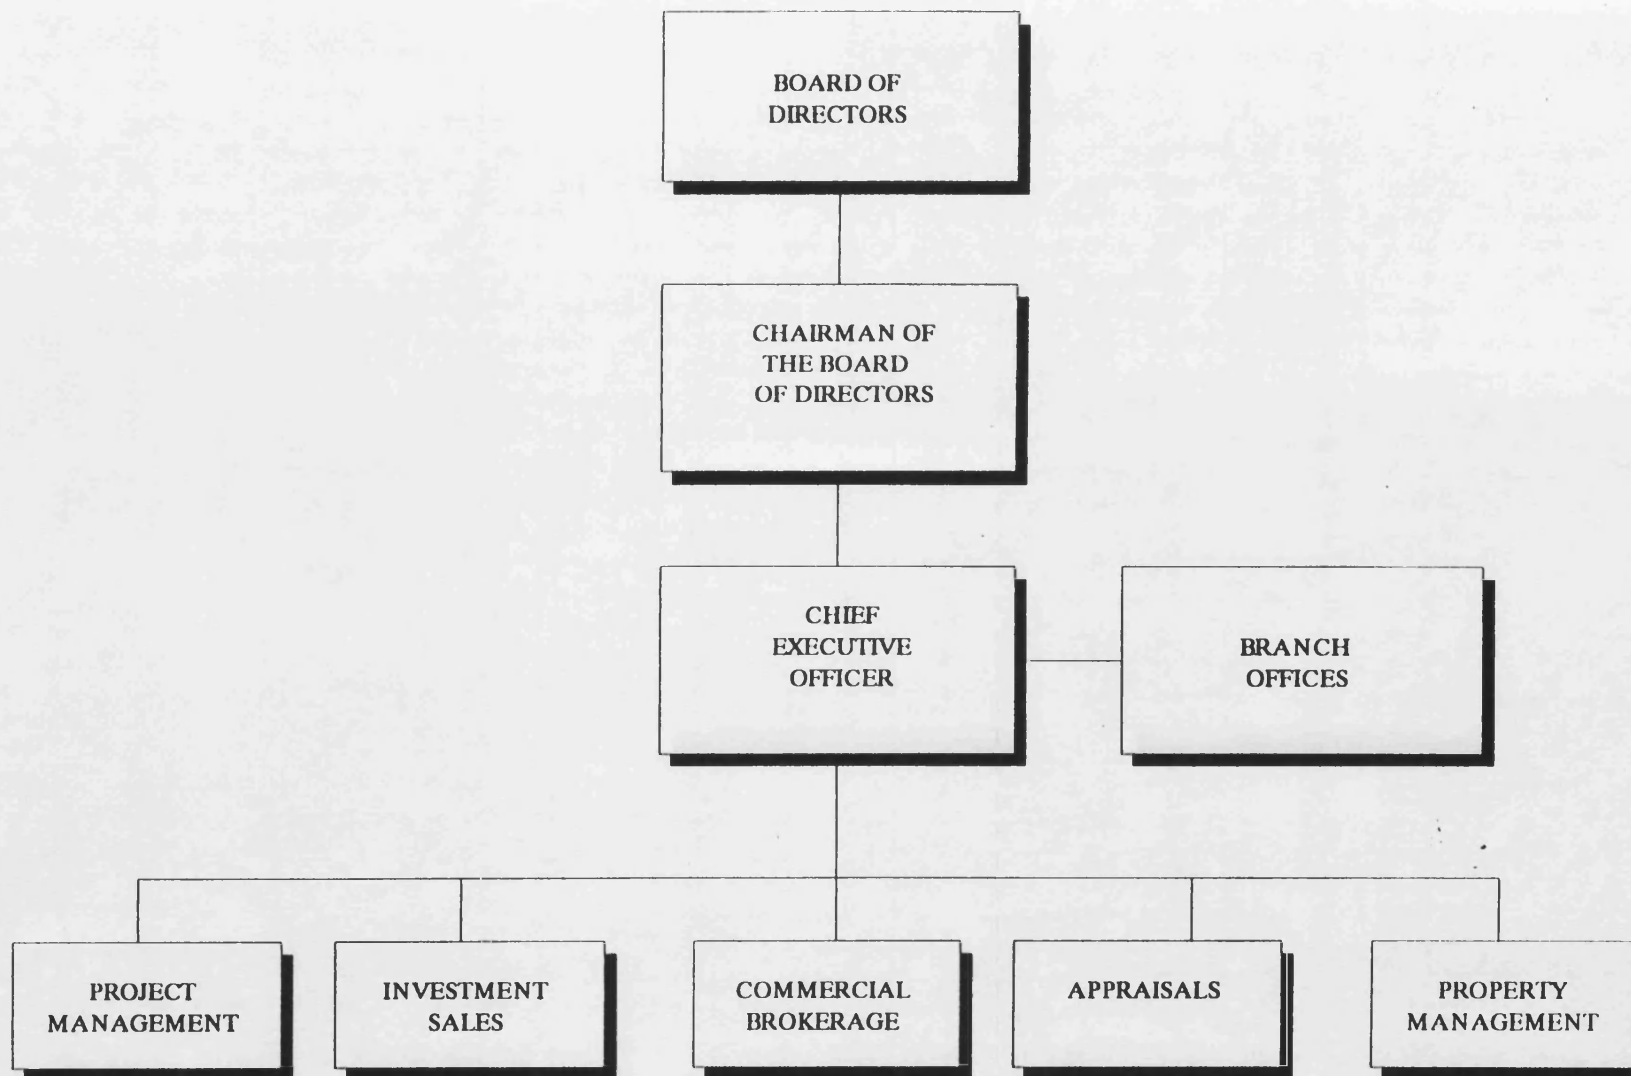 BOARD OF
DIRECTORS
CHAIRMAN OF
THE BOARD
OF DIRECTORS
CHIEF
EXECUTIVE
OFFICER
BRANCH
OFFICES
PROJECT
MANAGEMENT
INVESTMENT
SALES
COMMERCIAL
BROKERAGE
APPRAISALS
PROPERTY
MANAGEMENT